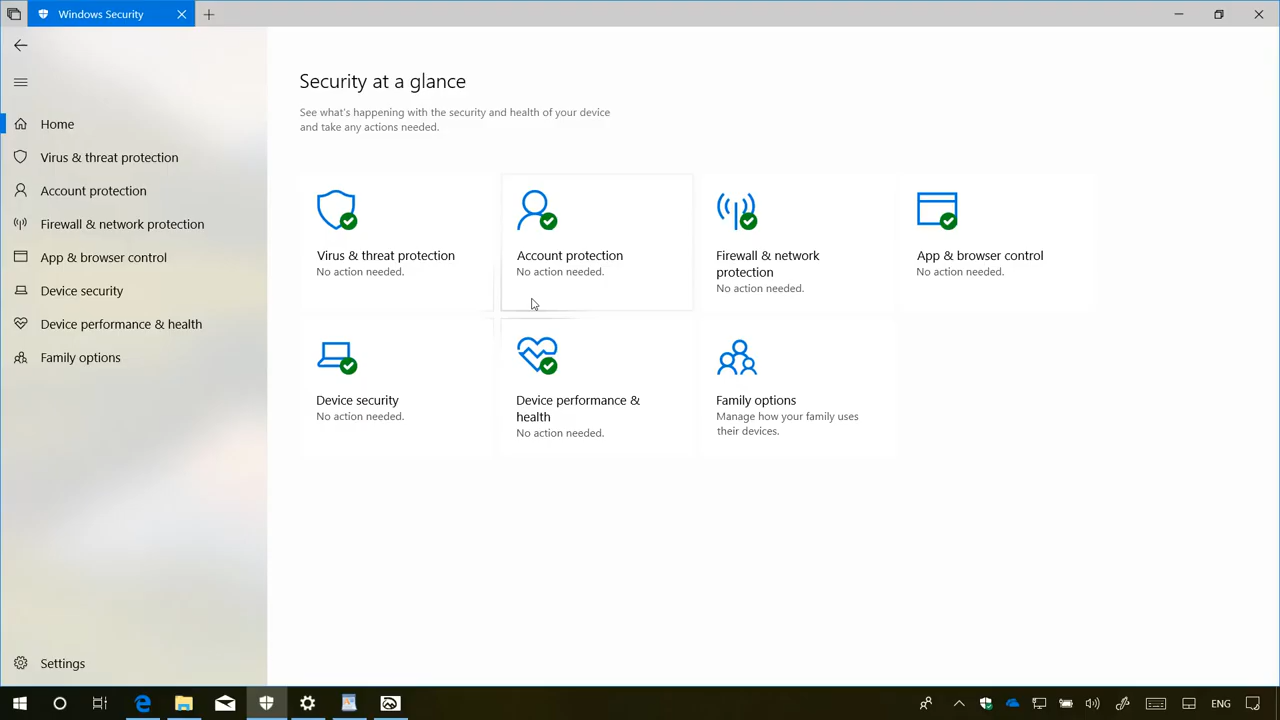 Windows Security
Home
Virus & threat protection
Account protection
Firewall & network protection
App & browser control
Device security
Device performance & health
Family options
Settings
Security at a glance
See what's happening with the security and health of your device
and take any actions needed.
Virus & threat protection
No action needed.
Account protection
No action needed.
Firewall & network
protection
No action needed.
App & browser control
No action needed.
Device security
No action needed.
Device performance &
health
No action needed.
Family options
Manage how your family uses
their devices.
ENG